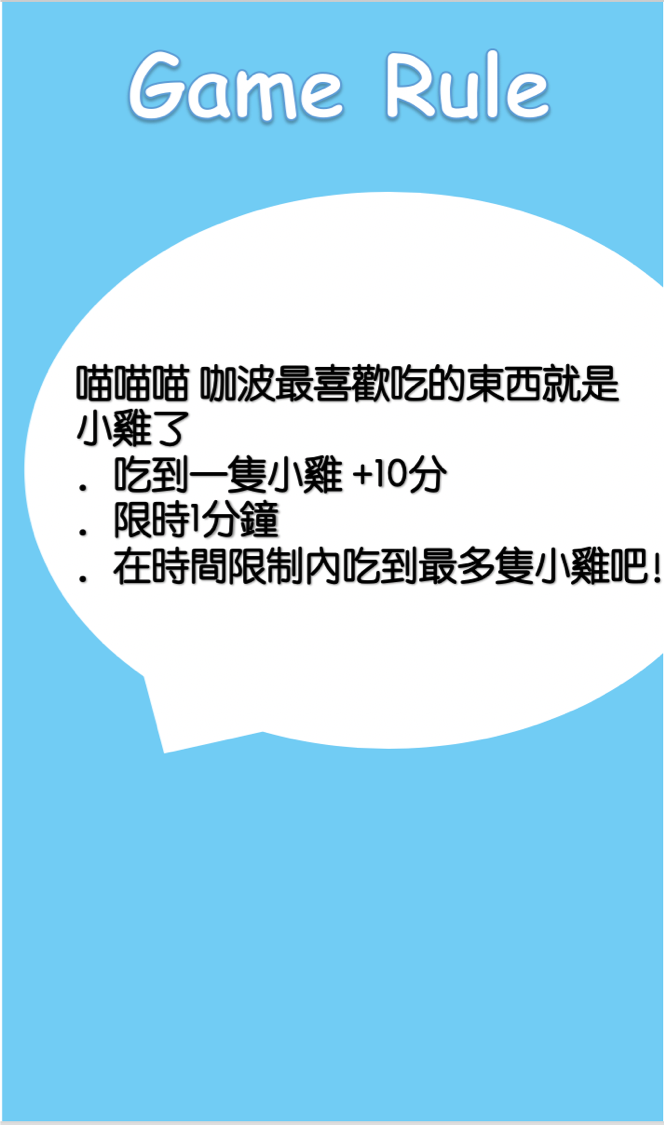 Game Rule
喵喵喵 咖波最喜歡吃的東西就是
小雞了
. 吃到一隻小雞 +10分
. 限時1分鐘
. 在時間限制內吃到最多隻小雞吧!